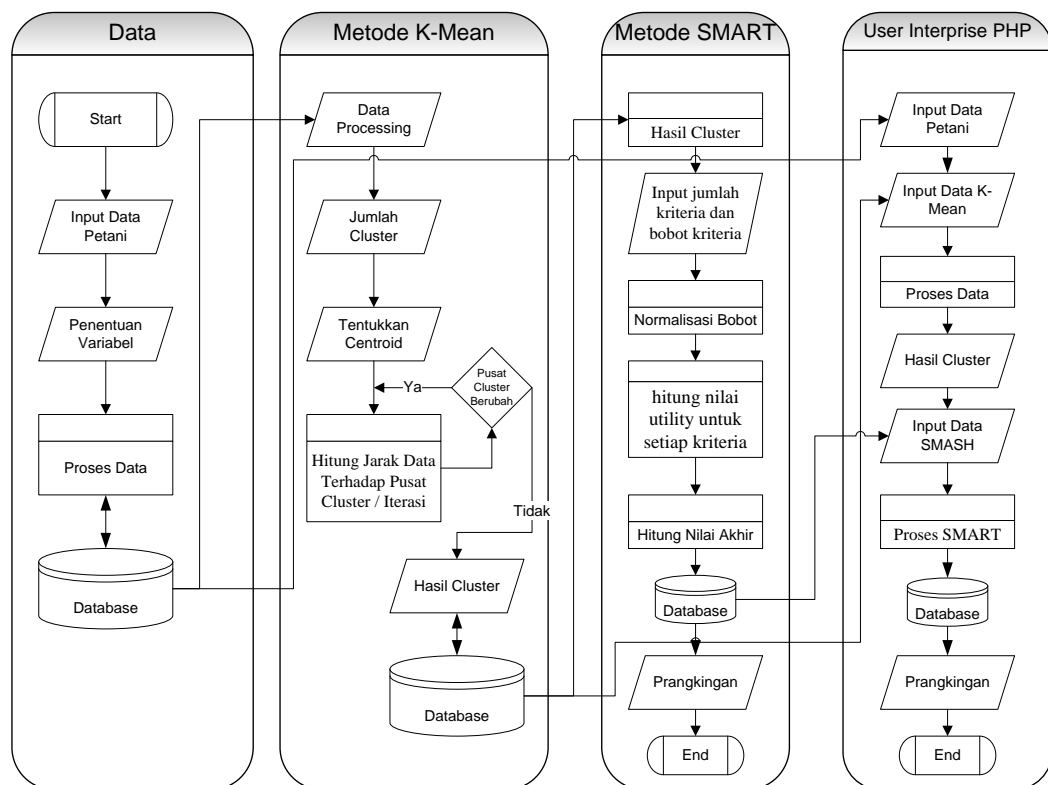 Data
Start
Input Data
Petani
Penentuan
Variabel
Proses Data
Database
Metode K-Mean
Data
Processing
Jumlah
Cluster
Tentukkan
Centroid
Ya
Pusat
Cluster
Berubah
Hitung Jarak Data
Terhadap Pusat
Cluster / Iterasi
Tidak
Hasil Cluster
Database
Metode SMART
Hasil Cluster
Input jumlah
kriteria dan
bobot kriteria
Normalisasi Bobot
hitung nilai
utility untuk
setiap kriteria
Hitung Nilai Akhir
Database
Prangkingan
End
User Interprise PHP
Input Data
Petani
Input Data K-
Mean
Proses Data
Hasil Cluster
Input Data
SMASH
Proses SMART
Database
Prangkingan
End